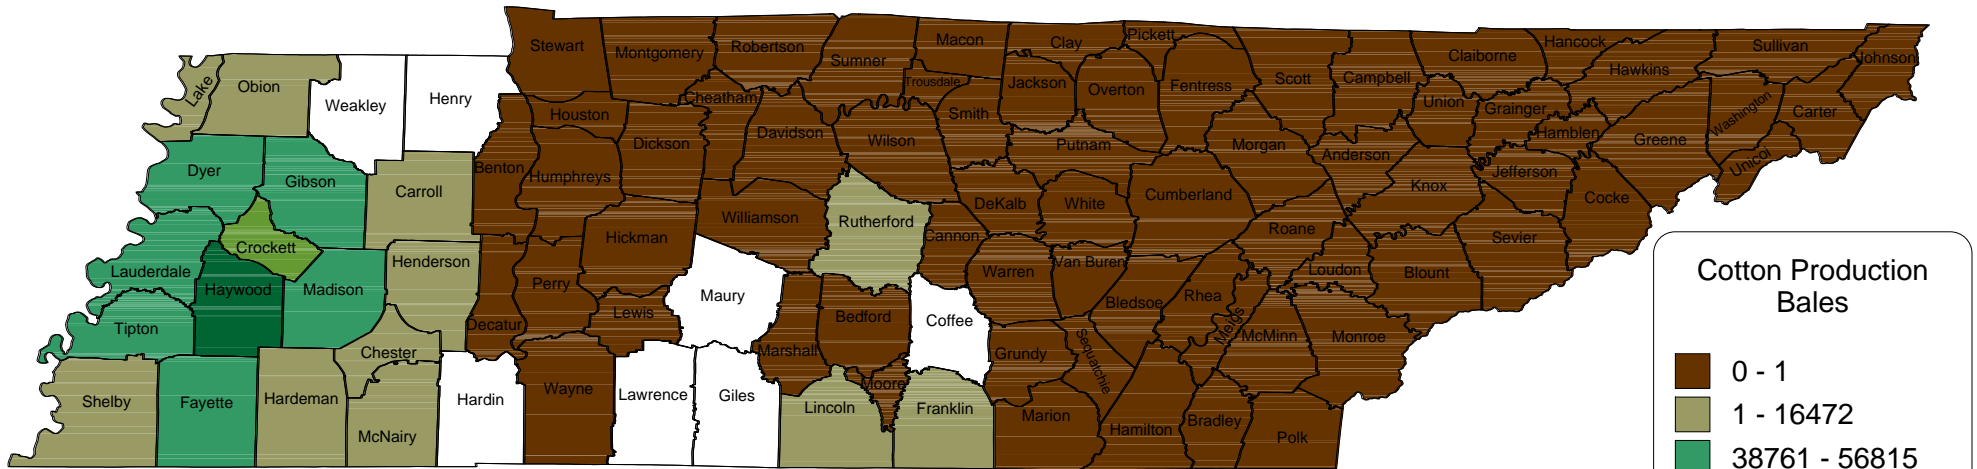 Stewart
Montgomery
Robertson
Sumner
Macon
Clay
Pickett
Trousdale
Jackson
Overton
Fentress
Scott
Campbell
Claiborne
Hancock
Hawkins
Sullivan
Johnson
Lake
Obion
Weakley
Henry
Houston
Cheatham
Davidson
Wilson
Smith
Putnam
Morgan
Anderson
Union
Grainger
Hamblen
Greene
Washington
Carter
Unicoi
Dyer
Gibson
Carroll
Benton
Humphreys
Dickson
Williamson
Rutherford
Cannon
DeKalb
White
Cumberland
Roane
Knox
Jefferson
Cocke
Sevier
Crockett
Lauderdale
Haywood
Madison
Henderson
Decatur
Perry
Hickman
Lewis
Maury
Marshall
Bedford
Coffee
Warren
Van Buren
Bledsoe
Rhea
Meigs
Loudon
Blount
Monroe
McMinn
Tipton
Chester
Shelby
Fayette
Hardeman
McNairy
Hardin
Wayne
Lawrence
Giles
Lincoln
Moore
Franklin
Grundy
Sequatchie
Marion
Hamilton
Bradley
Polk
Cotton Production
Bales
0 - 1
1 - 16472
38761 - 56815